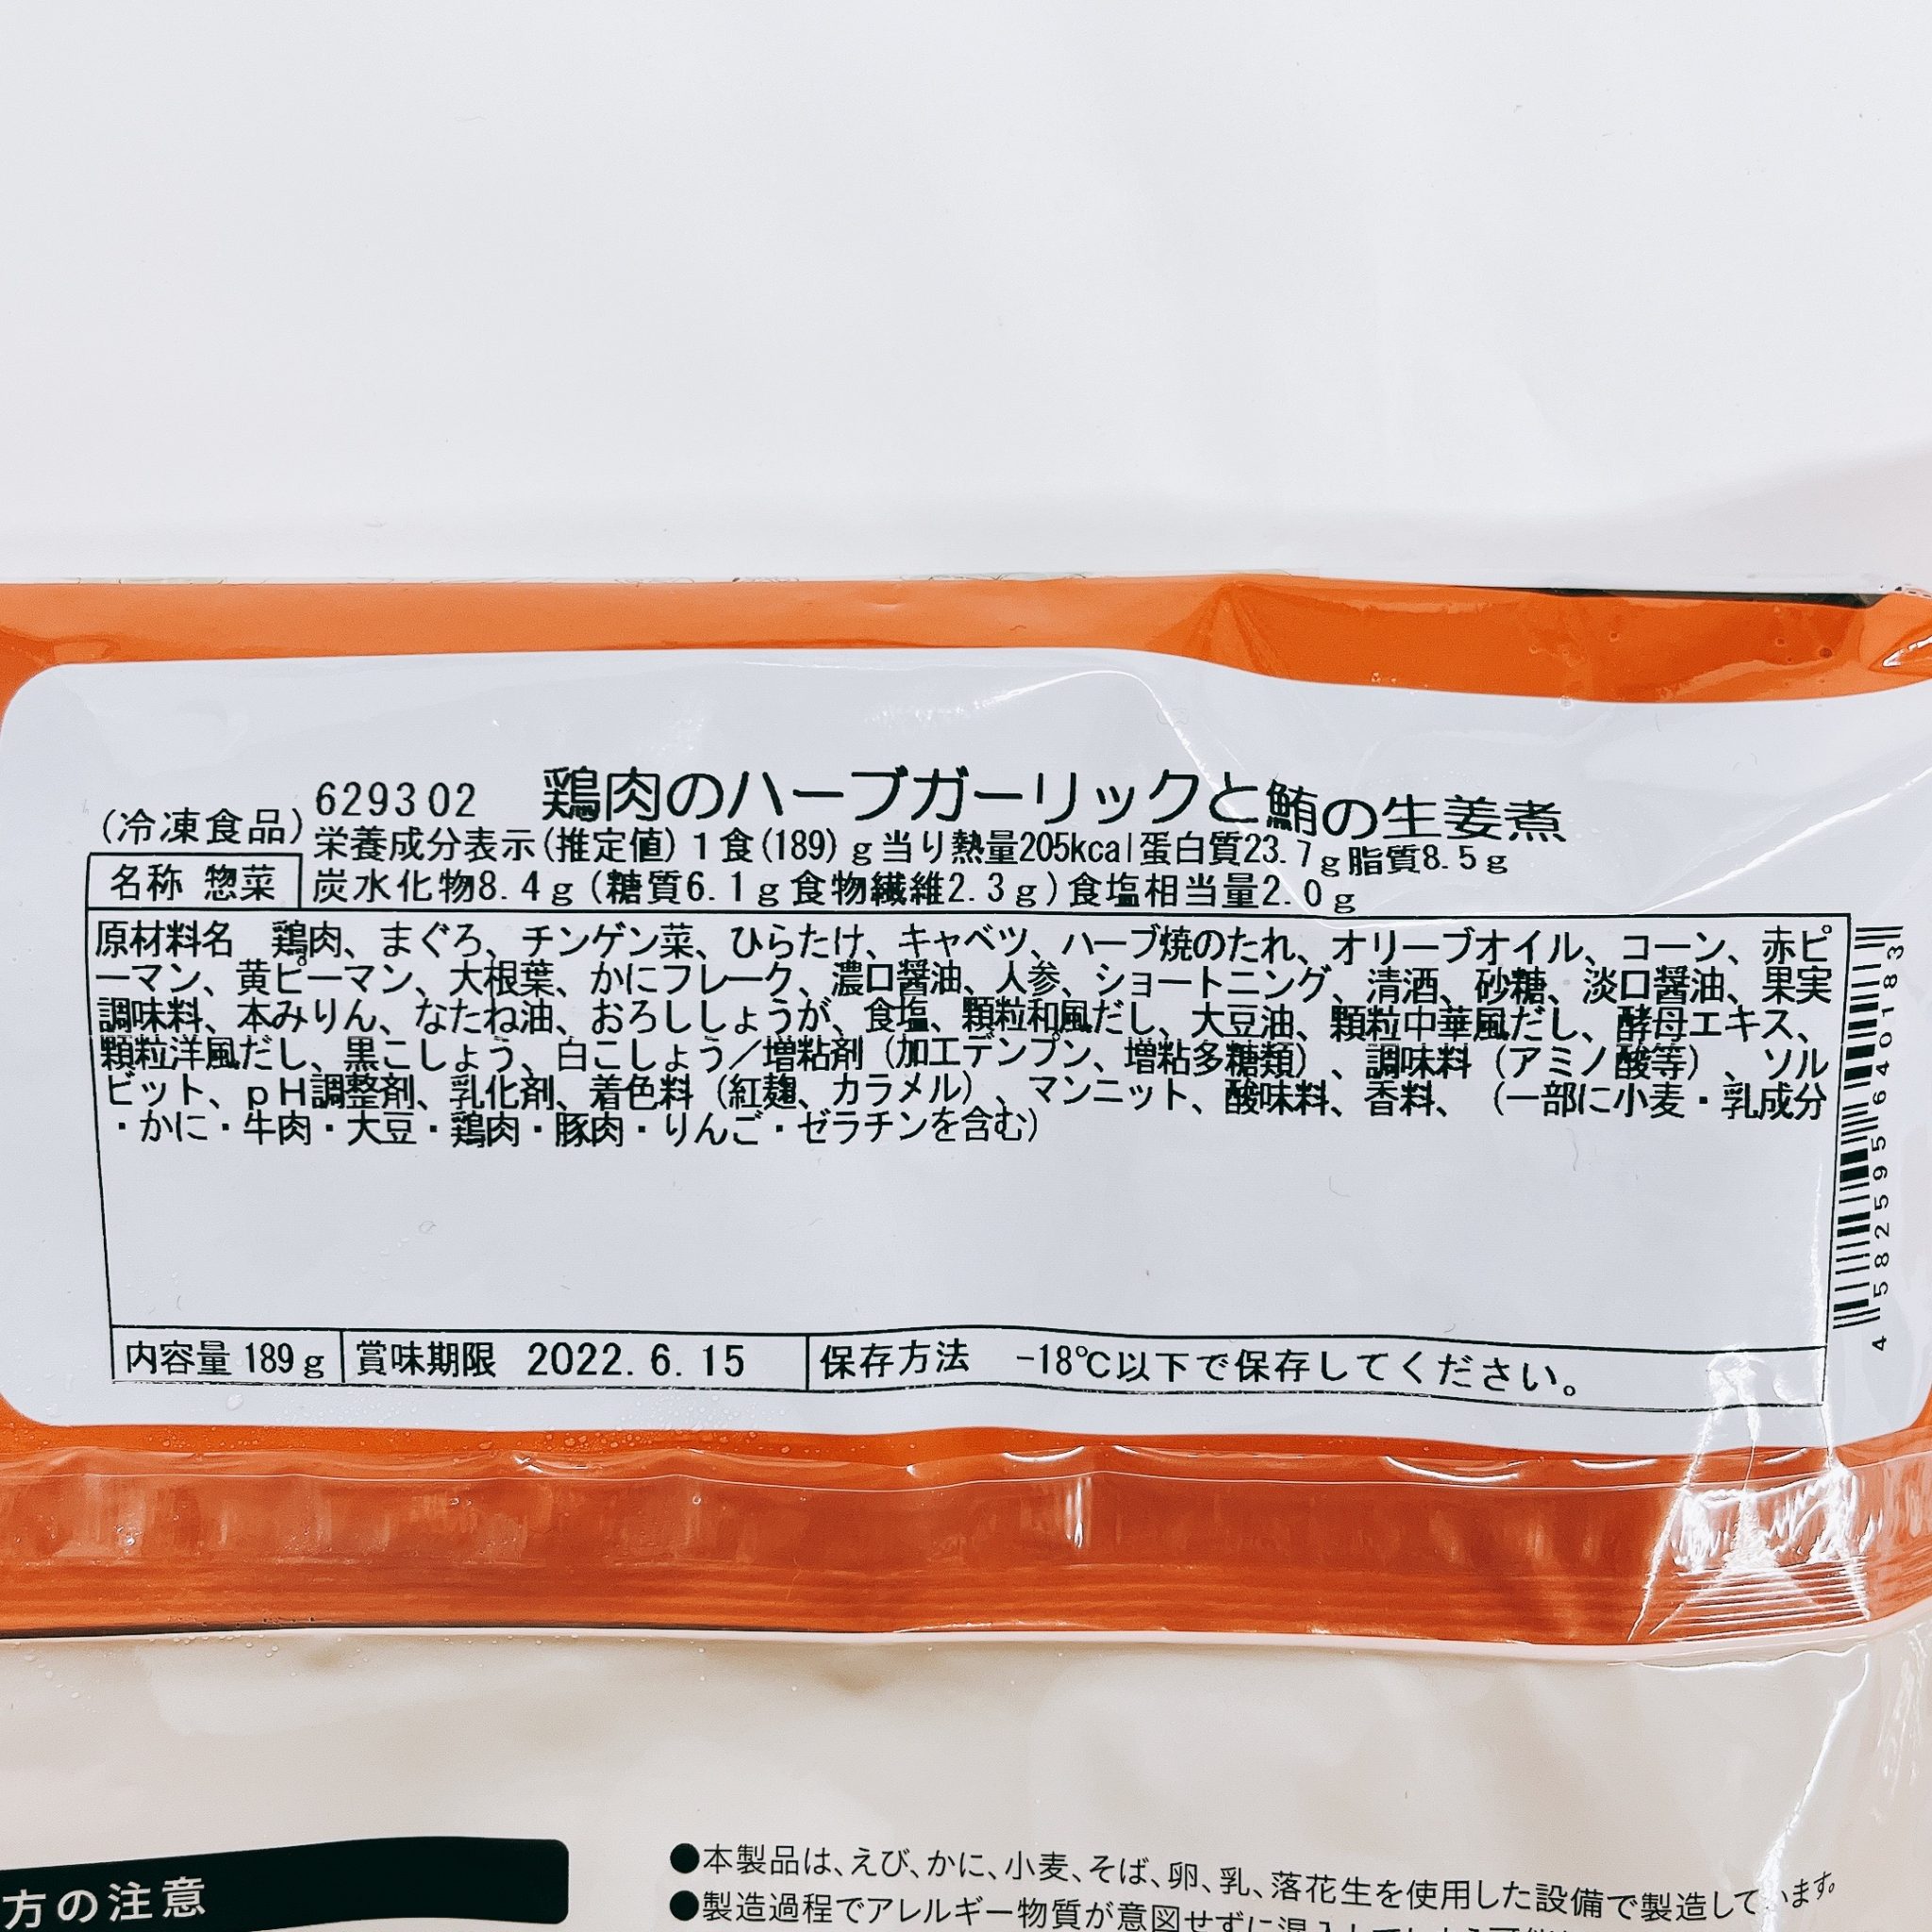 (冷凍食品) 629302 鶏肉のハーブガーリックと鮪の生姜煮
栄養成分表示(推定値)1食(189)g当り熱量205kcal蛋白質23.7g脂質8.5g
名称 惣菜 炭水化物8.4g(糖質6.1g食物繊維2.3g)食塩相当量2.0g
原材料名 鶏肉、まぐろ、チンゲン菜、ひらたけ、キャベツ、ハーブ焼のたれ、オリーブオイル、コーン、赤ピ
ーマン、黄ピーマン、大根葉、かにフレーク、濃口醤油、人参、ショートニング、清酒、砂糖、淡口醤油、果実
調味料、本みりん、なたね油、おろししょうが、食塩、顆粒和風だし、大豆油、顆粒中華風だし、酵母エキス、
顆粒洋風だし、黒こしょう、白こしょう/増粘剤(加工デンプン、増粘多糖類)、調味料(アミノ酸等)、ソル
ビット、pH調整剤、乳化剤、着色料(紅麹、カラメル)、マンニット、酸味料、香料、(一部に小麦・乳成分
・かに・牛肉・大豆・鶏肉・豚肉・りんご・ゼラチンを含む)
内容量 189g 賞味期限 2022.6.15 保存方法 -18℃以下で保存してください。
4582595640183
方の注意
●本製品は、えび、かに、小麦、そば、卵、乳、落花生を使用した設備で製造しています。
●製造過程でアレルギー物質が意図せずに混入